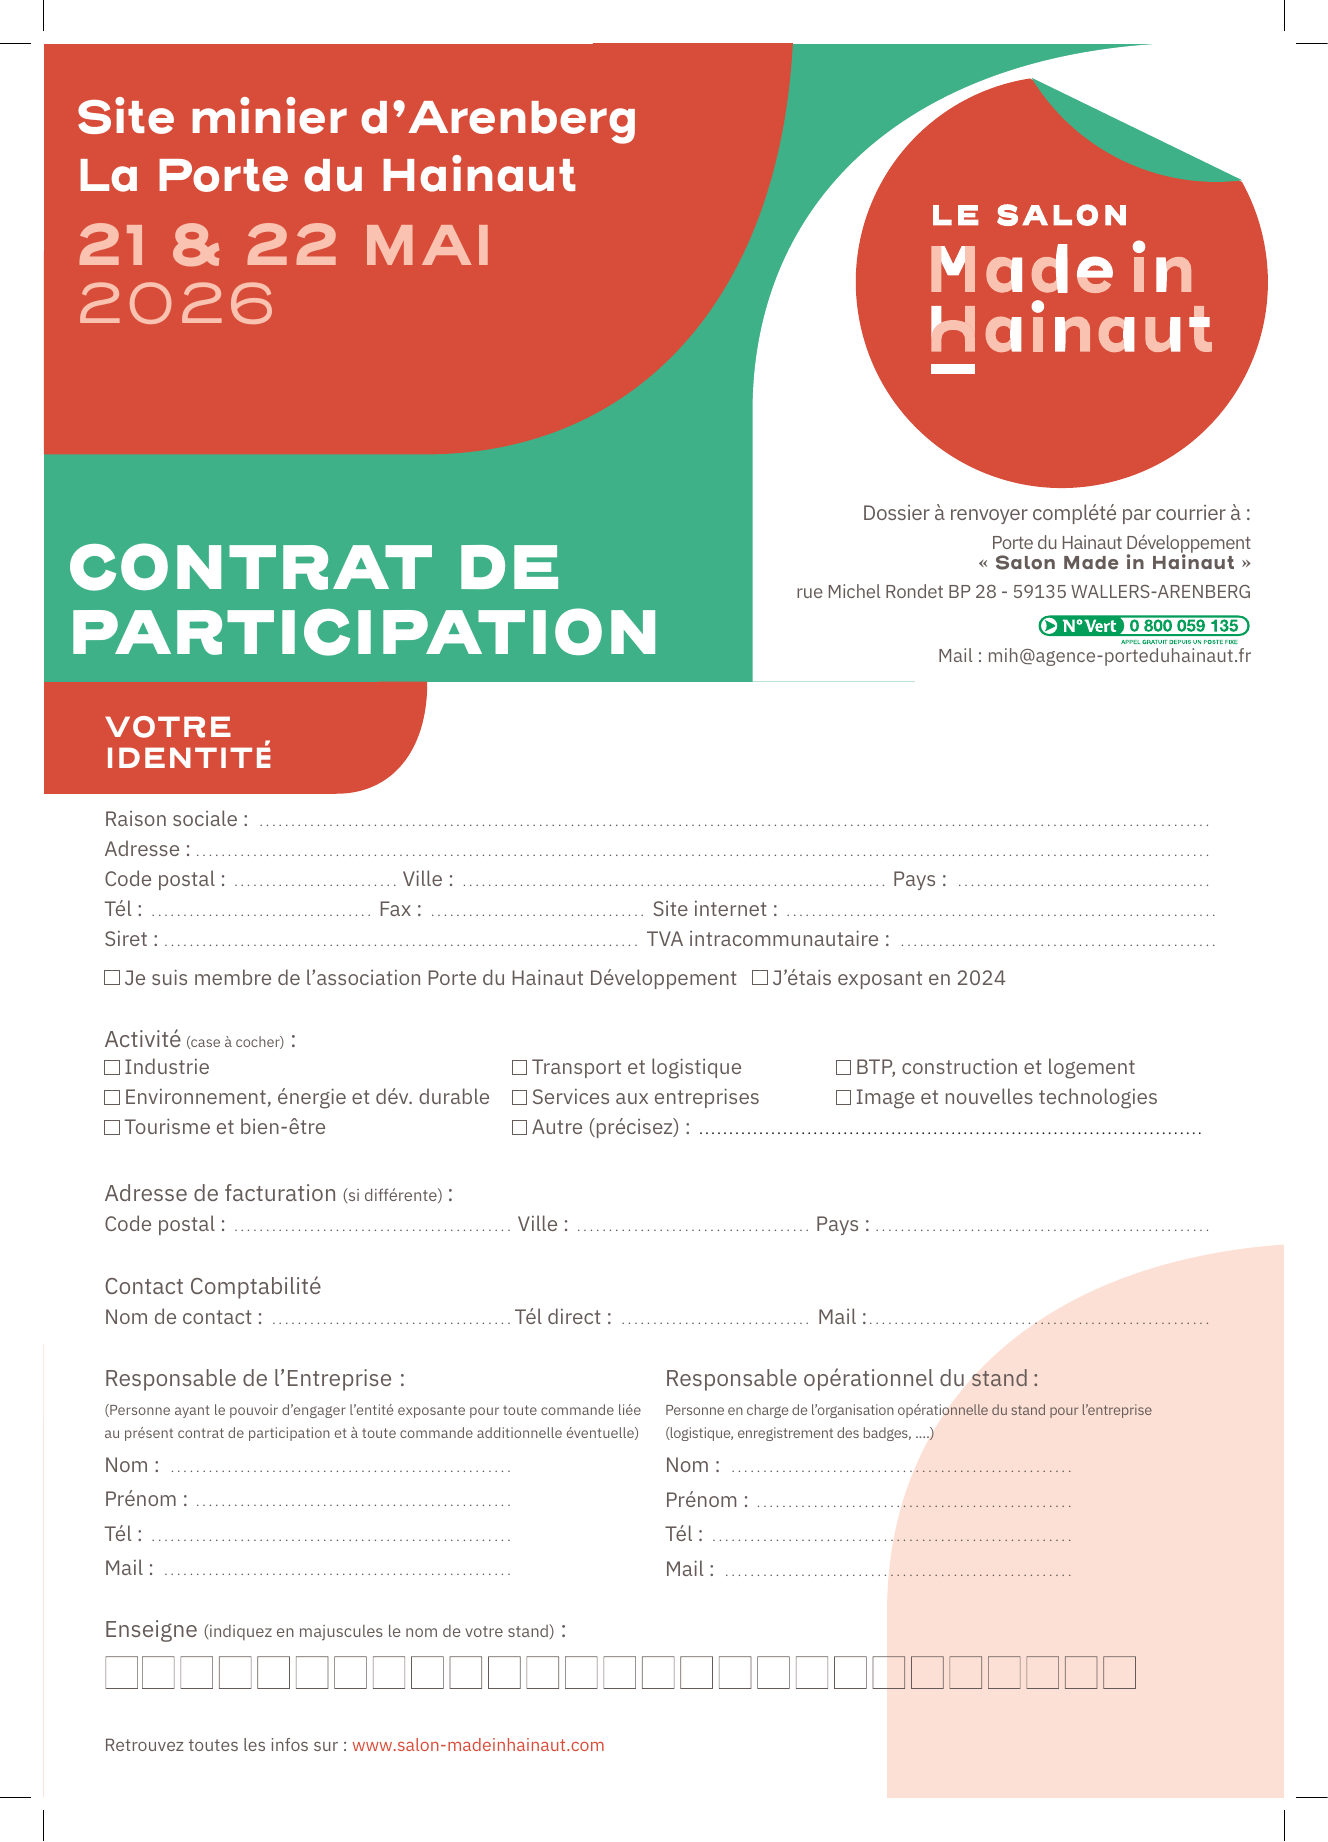 Site minier d’Arenberg
La Porte du Hainaut
21 & 22 MAI
2026
LE SALON
Made in
Hainaut
CONTRAT DE
PARTICIPATION
Dossier à renvoyer complété par courrier à :
Porte du Hainaut Développement
« Salon Made in Hainaut »
rue Michel Rondet BP 28 - 59135 WALLERS-ARENBERG
N° Vert 0 800 059 135
APPEL GRATUIT DEPUIS UN POSTE FIXE
Mail : mih@agence-porteduhainaut.fr
VOTRE
IDENTITÉ
Raison sociale :
Adresse :
Code postal : Ville : Pays :
Tél : Fax : Site internet :
Siret : TVA intracommunautaire :
Je suis membre de l’association Porte du Hainaut Développement J’étais exposant en 2024
Activité (case à cocher) :
Industrie Transport et logistique BTP, construction et logement
Environnement, énergie et dév. durable Services aux entreprises Image et nouvelles technologies
Tourisme et bien-être Autre (précisez) :
Adresse de facturation (si différente) :
Code postal : Ville : Pays :
Contact Comptabilité
Nom de contact : Tél direct : Mail :
Responsable de l’Entreprise :
(Personne ayant le pouvoir d’engager l’entité exposante pour toute commande liée
au présent contrat de participation et à toute commande additionnelle éventuelle)
Nom :
Prénom :
Tél :
Mail :
Responsable opérationnel du stand :
Personne en charge de l’organisation opérationnelle du stand pour l’entreprise
(logistique, enregistrement des badges, ....)
Nom :
Prénom :
Tél :
Mail :
Enseigne (indiquez en majuscules le nom de votre stand) :
Retrouvez toutes les infos sur : www.salon-madeinhainaut.com